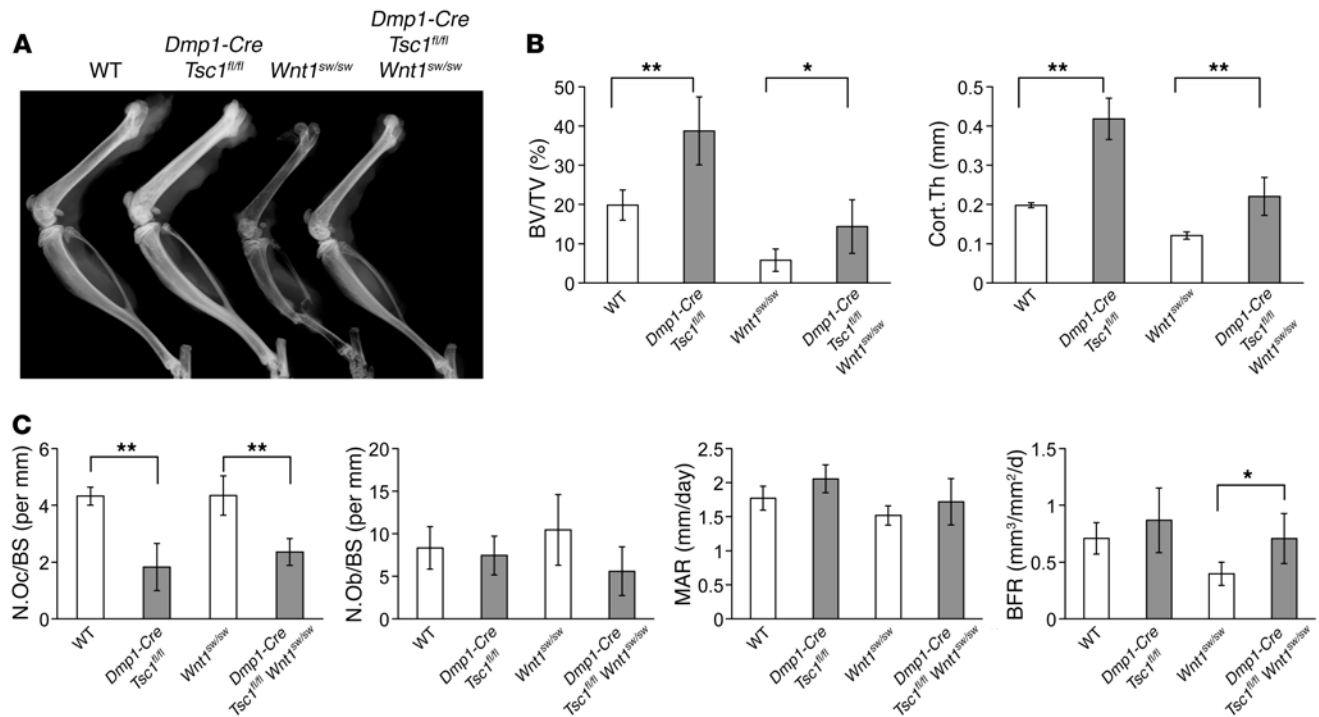 A
WT
Dmp1-Cre
Tsc1fl/fl
Wnt1sw/sw
Dmp1-Cre
Tsc1fl/fl
Wnt1sw/sw
B
BV/TV (%)
50
40
30
20
10
0
**
*
WT
Dmp1-Cre
Tsc1fl/fl
Wnt1sw/sw
Dmp1-Cre
Tsc1fl/fl
Wnt1sw/sw
Cort.Th (mm)
0.5
0.4
0.3
0.2
0.1
0
**
**
WT
Dmp1-Cre
Tsc1fl/fl
Wnt1sw/sw
Dmp1-Cre
Tsc1fl/fl
Wnt1sw/sw
C
N.Oc/BS (per mm)
6
4
2
0
**
**
WT
Dmp1-Cre
Tsc1fl/fl
Wnt1sw/sw
Dmp1-Cre
Tsc1fl/fl Wnt1sw/sw
N.Ob/BS (per mm)
20
15
10
5
0
WT
Dmp1-Cre
Tsc1fl/fl
Wnt1sw/sw
Dmp1-Cre
Tsc1fl/fl Wnt1sw/sw
MAR (mm/day)
2.5
2
1.5
1
0.5
0
WT
Dmp1-Cre
Tsc1fl/fl
Wnt1sw/sw
Dmp1-Cre
Tsc1fl/fl Wnt1sw/sw
BFR (mm3/mm2/d)
1.5
1
0.5
0
*
WT
Dmp1-Cre
Tsc1fl/fl
Wnt1sw/sw
Dmp1-Cre
Tsc1fl/fl Wnt1sw/sw